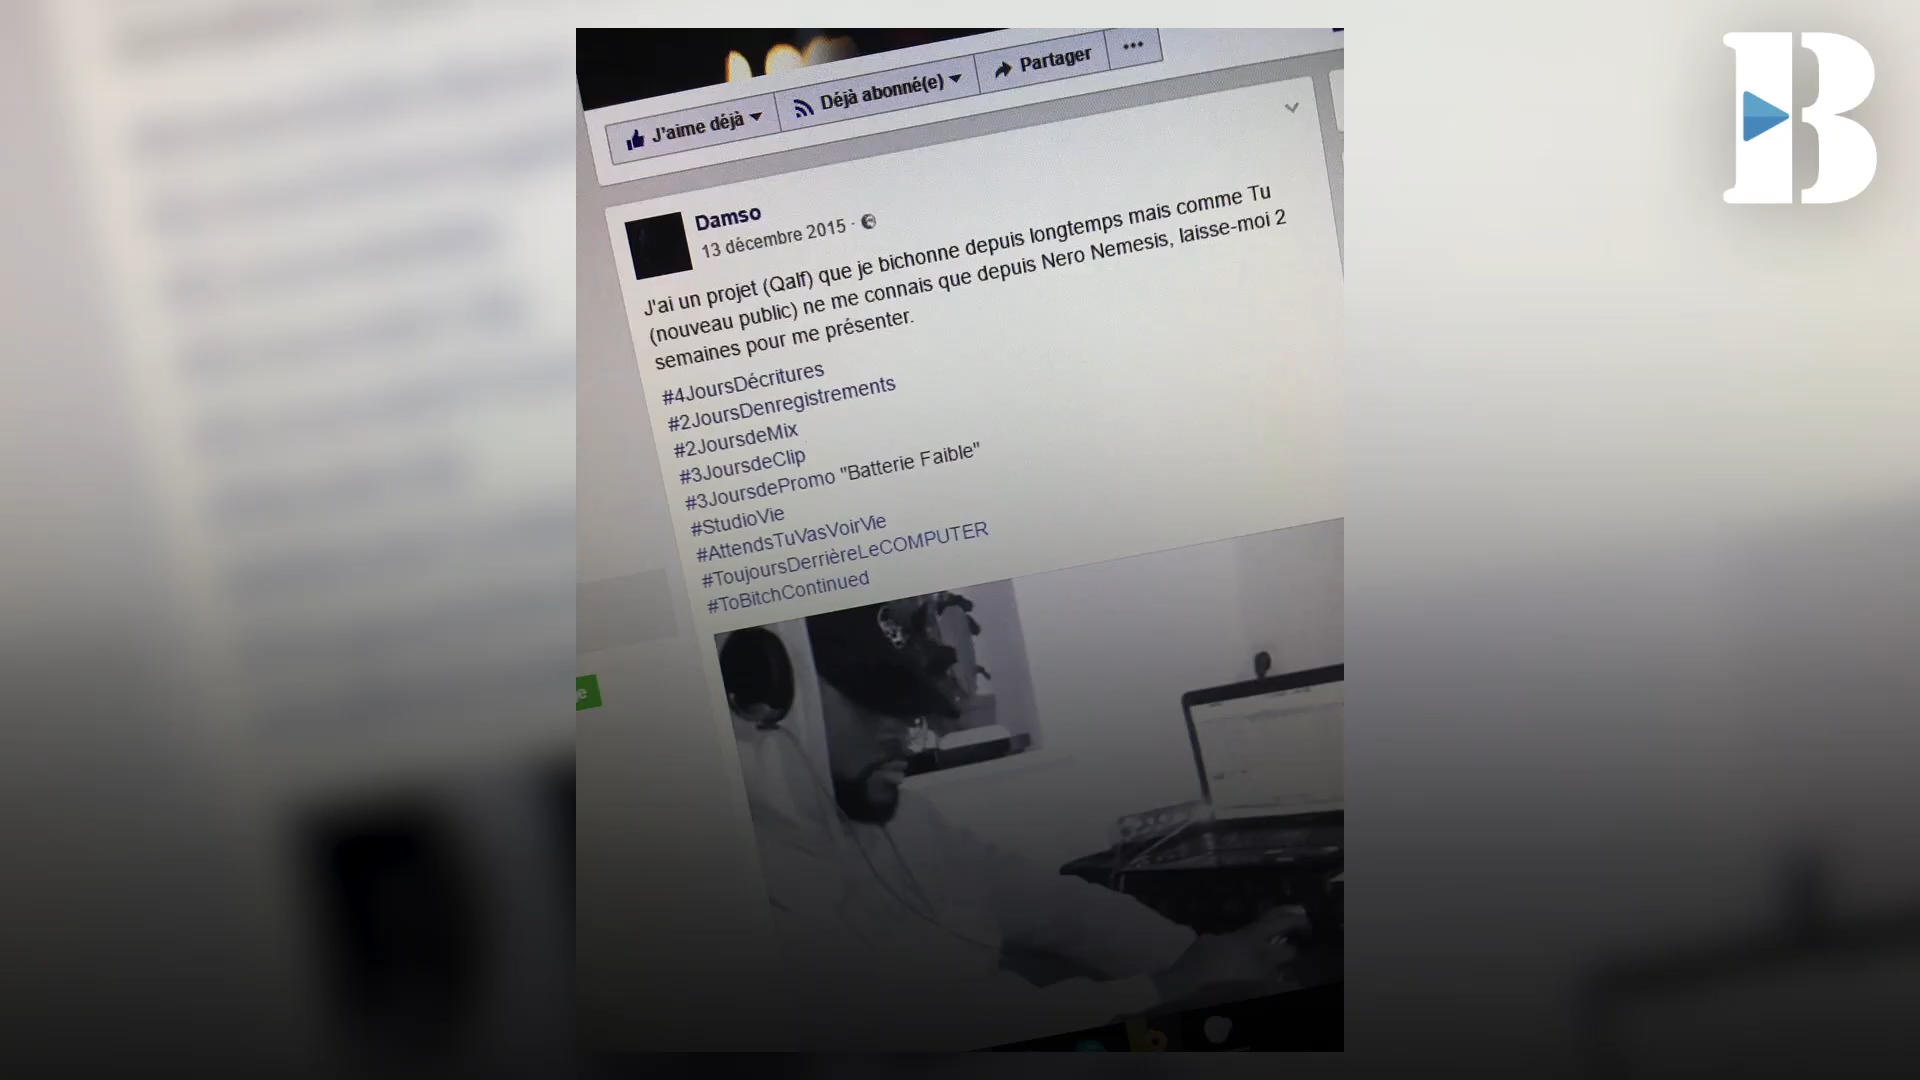 J'aime déjà
Déjà abonné(e)
Partager
Damso
13 décembre 2015
J'ai un projet (Qalf) que je bichonne depuis longtemps mais comme Tu
(nouveau public) ne me connais que depuis Nero Nemesis, laisse-moi 2
semaines pour me présenter.
#4JoursDécritures
#2JoursDenregistrements
#2JoursdeMix
#3JoursdeClip
#3JoursdePromo "Batterie Faible"
#StudioVie
#AttendsTuVasVoirVie
#ToujoursDerrièreLeCOMPUTER
#ToBitchContinued
B